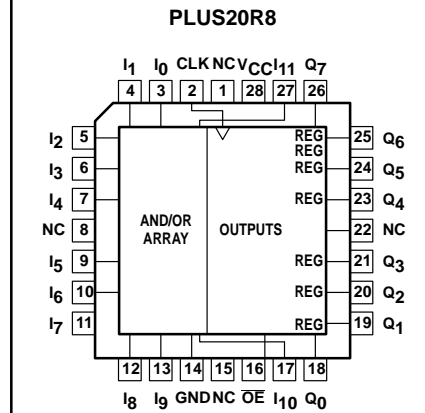 PLUS20R8
I1 I0 CLK NC VCC I11 Q7
4 3 2 1 28 27 26
I2 5 REG 25 Q6
REG
I3 6 REG 24 Q5
I4 7 REG 23 Q4
NC 8 AND/OR ARRAY OUTPUTS 22 NC
I5 9 REG 21 Q3
I6 10 REG 20 Q2
I7 11 REG 19 Q1
12 13 14 15 16 17 18
I8 I9 GND NC OE I10 Q0